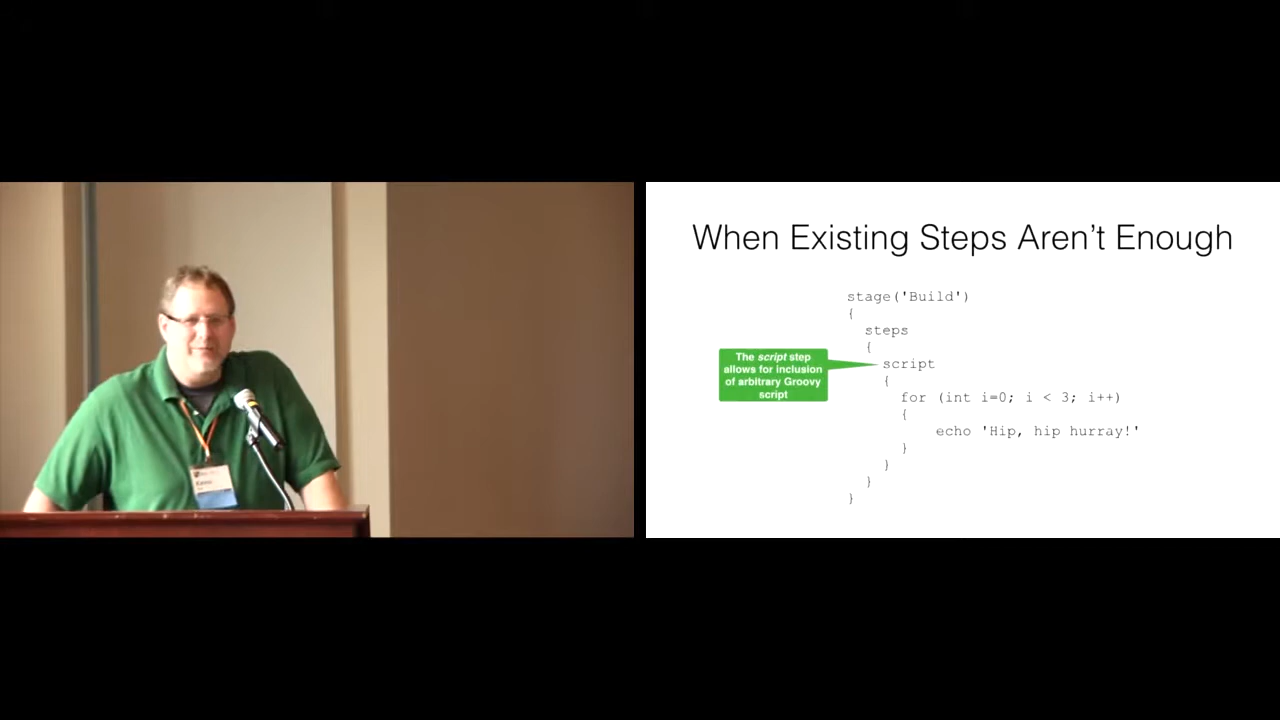 When Existing Steps Aren't Enough
stage('Build')
{
steps
{
The script step
allows for inclusion
of arbitrary Groovy
script
script
{
for (int i=0; i < 3; i++)
{
echo 'Hip, hip hurray!'
}
}
}
}